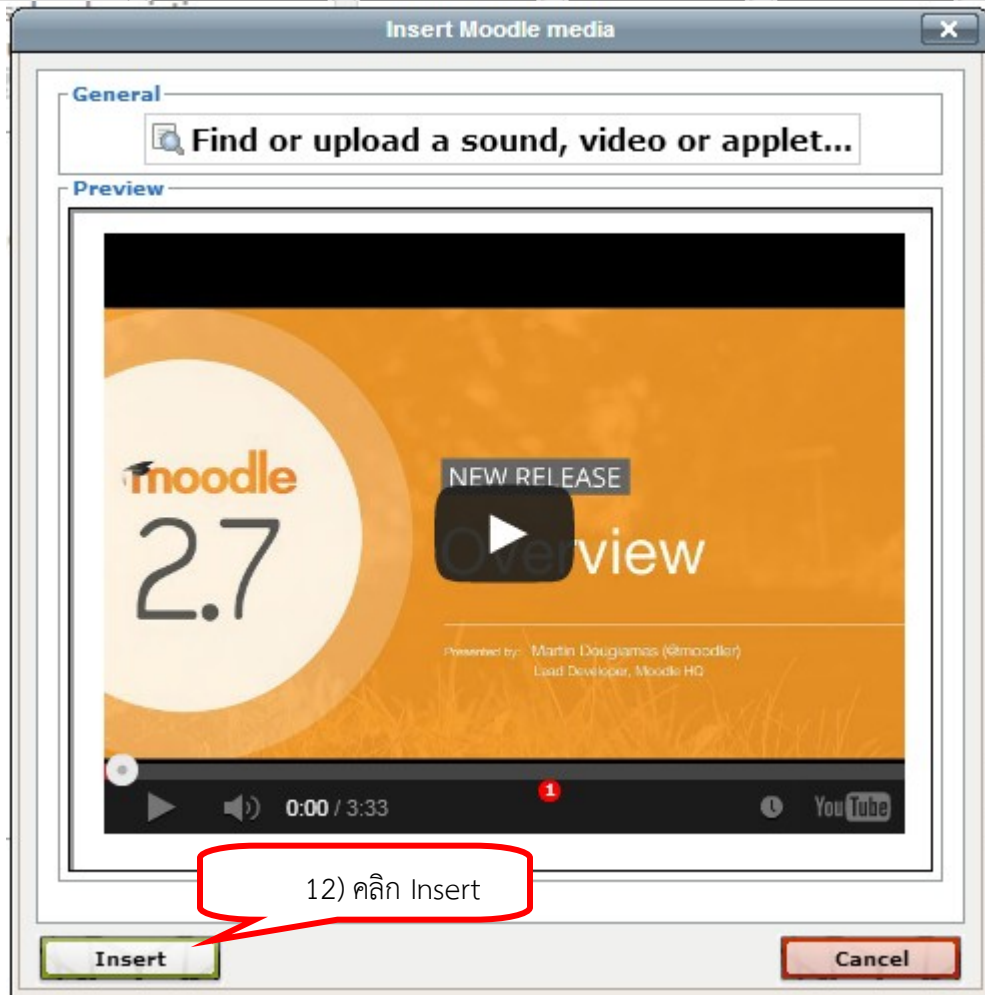 Insert Moodle media
X
General
Find or upload a sound, video or applet...
Preview
moodle
2.7
NEW RELEASE
Overview
Presented by: Martin Dougiamas (@moodler)
Lead Developer, Moodle HQ
1
0:00 / 3:33
YouTube
12) คลิก Insert
Insert
Cancel